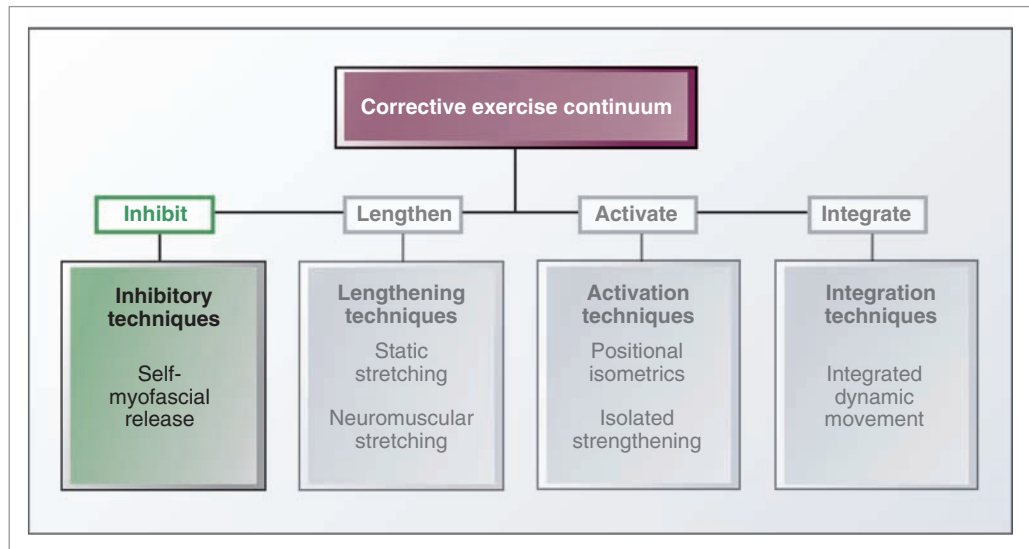 Corrective exercise continuum
Inhibit
Lengthen
Activate
Integrate
Inhibitory
techniques
Self-
myofascial
release
Lengthening
techniques
Static
stretching
Neuromuscular
stretching
Activation
techniques
Positional
isometrics
Isolated
strengthening
Integration
techniques
Integrated
dynamic
movement